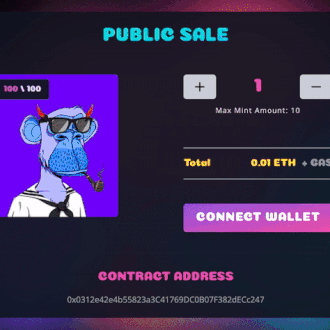 PUBLIC SALE
100 \ 100
+ 1 −
Max Mint Amount: 10
Total 0.01 ETH + GAS
CONNECT WALLET
CONTRACT ADDRESS
0x0312e42e4b55823a3C41769DC0B07F382dECc247